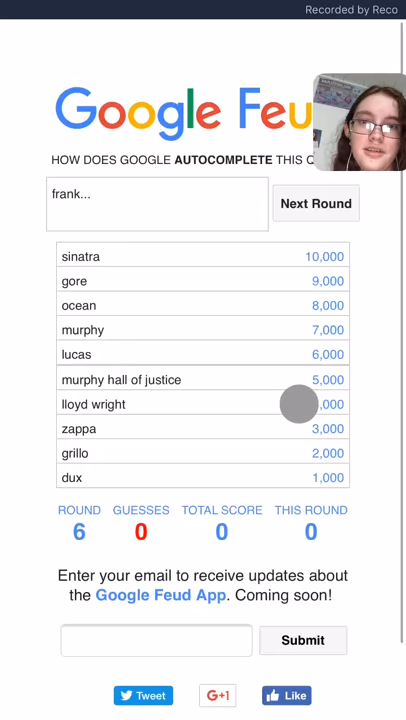 Recorded by Reco
Google Feu
HOW DOES GOOGLE AUTOCOMPLETE THIS Q
frank...
Next Round
sinatra 10,000
gore 9,000
ocean 8,000
murphy 7,000
lucas 6,000
murphy hall of justice 5,000
lloyd wright ,000
zappa 3,000
grillo 2,000
dux 1,000
ROUND GUESSES TOTAL SCORE THIS ROUND
6 0 0 0
Enter your email to receive updates about
the Google Feud App. Coming soon!
Submit
Tweet G+1 Like